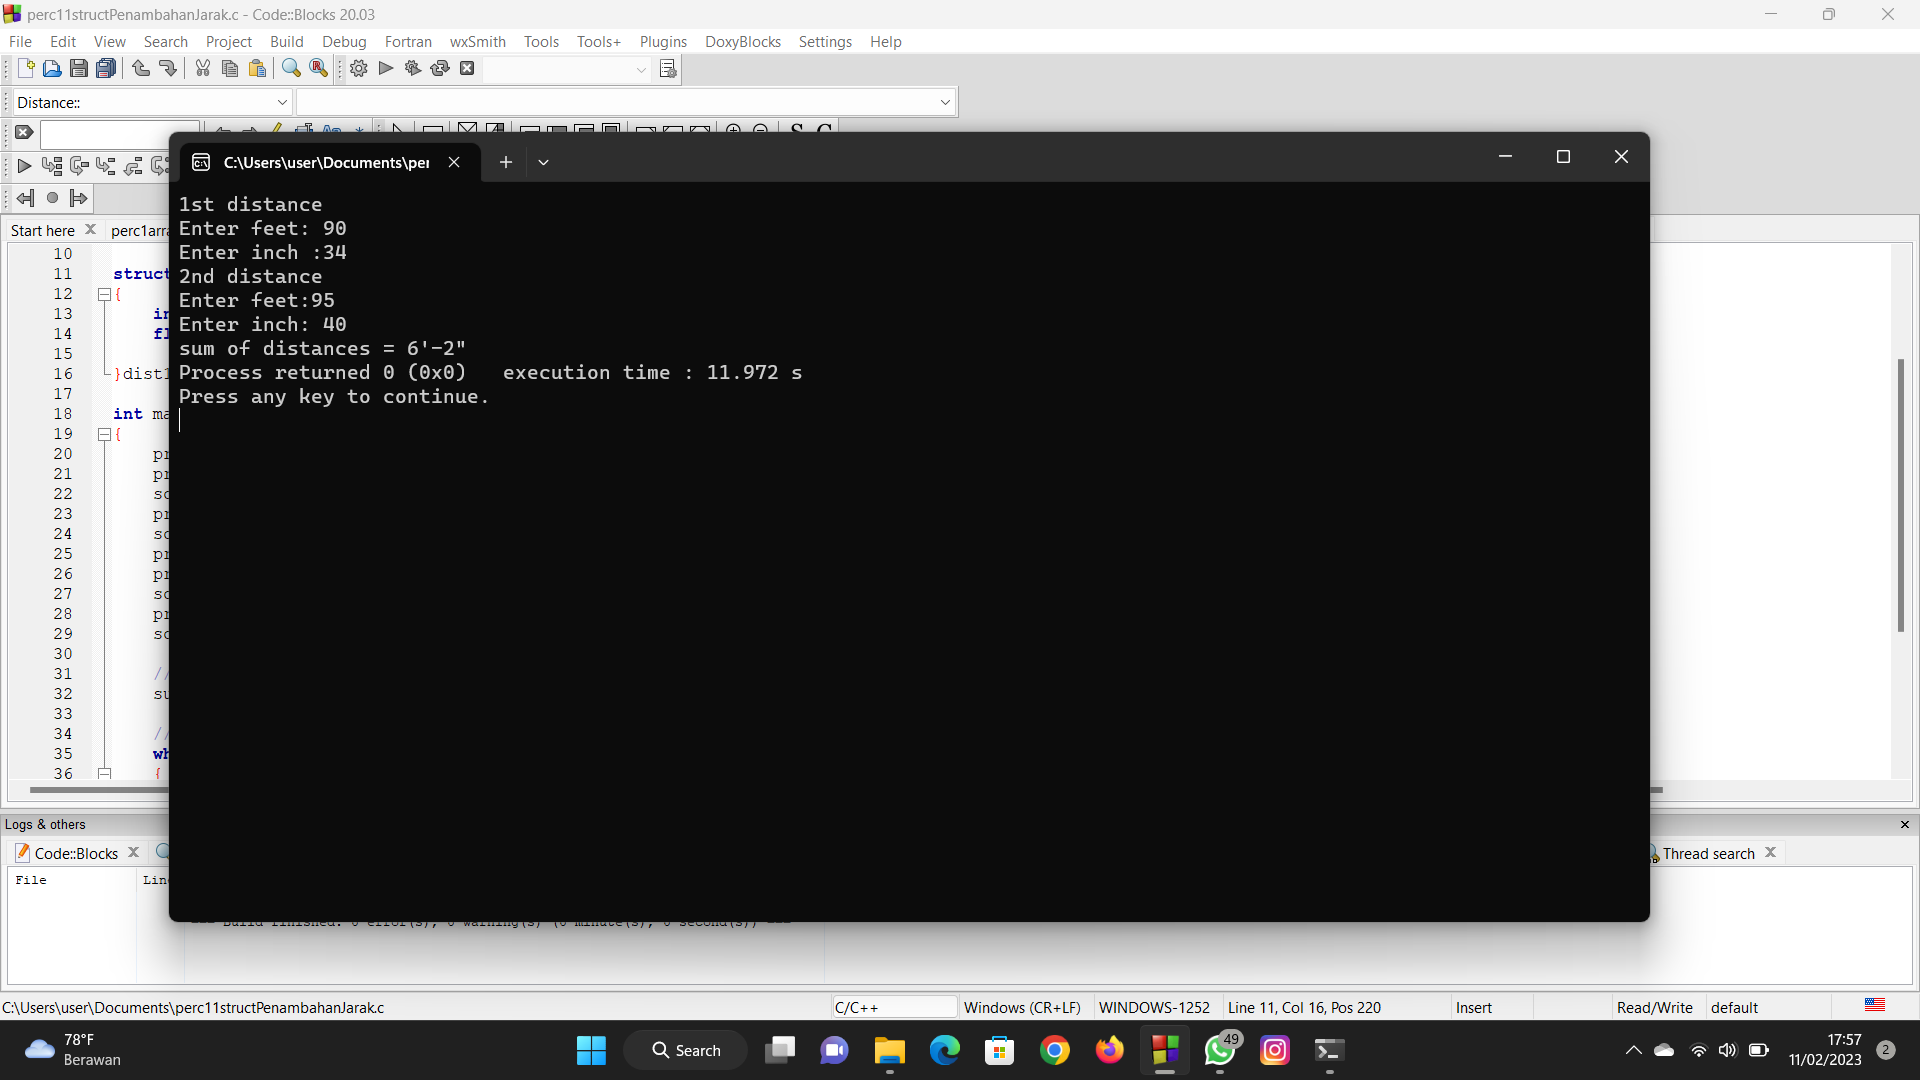 perc11structPenambahanJarak.c - Code::Blocks 20.03
File Edit View Search Project Build Debug Fortran wxSmith Tools Tools+ Plugins DoxyBlocks Settings Help
Distance::
C:\Users\user\Documents\per
Start here perc1arra
1st distance
Enter feet: 90
Enter inch :34
2nd distance
Enter feet:95
Enter inch: 40
sum of distances = 6'-2"
Process returned 0 (0x0)   execution time : 11.972 s
Press any key to continue.
10
11 struct
12 {
13 in
14 fl
15
16 }dist1
17
18 int ma
19 {
20 pr
21 pr
22 sc
23 pr
24 sc
25 pr
26 pr
27 sc
28 pr
29 sc
30
31 //
32 su
33
34 //
35 wh
36 {
Logs & others
Code::Blocks Thread search
File Line
C:\Users\user\Documents\perc11structPenambahanJarak.c C/C++ Windows (CR+LF) WINDOWS-1252 Line 11, Col 16, Pos 220 Insert Read/Write default
78°F
Berawan
Search
49
17:57
11/02/2023
2